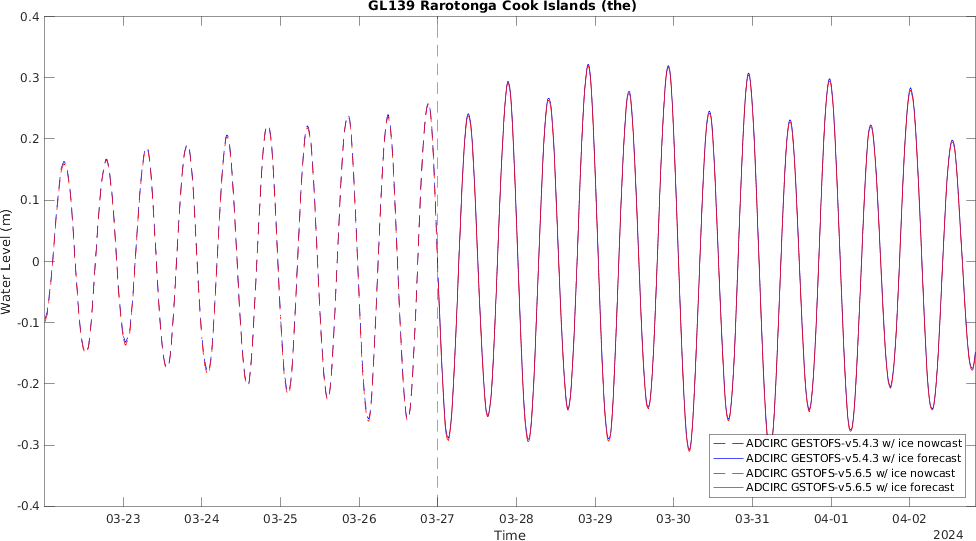 GL139 Rarotonga Cook Islands (the)
0.4
0.3
0.2
0.1
0
-0.1
-0.2
-0.3
-0.4
Water Level (m)
ADCIRC GESTOFS-v5.4.3 w/ ice nowcast
ADCIRC GESTOFS-v5.4.3 w/ ice forecast
ADCIRC GSTOFS-v5.6.5 w/ ice nowcast
ADCIRC GSTOFS-v5.6.5 w/ ice forecast
03-23 03-24 03-25 03-26 03-27 03-28 03-29 03-30 03-31 04-01 04-02
Time
2024